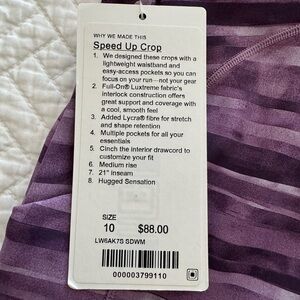 WHY WE MADE THIS
Speed Up Crop
1. We designed these crops with a
lightweight waistband and
easy-access pockets so you can
focus on your run—not your gear
2. Full-On® Luxtreme fabric's
interlock construction offers
great support and coverage with
a cool, smooth feel
3. Added Lycra® fibre for stretch
and shape retention
4. Multiple pockets for all your
essentials
5. Cinch the interior drawcord to
customize your fit
6. Medium rise
7. 21" inseam
8. Hugged Sensation
SIZE
10 $88.00
LW6AK7S SDWM
000003799110